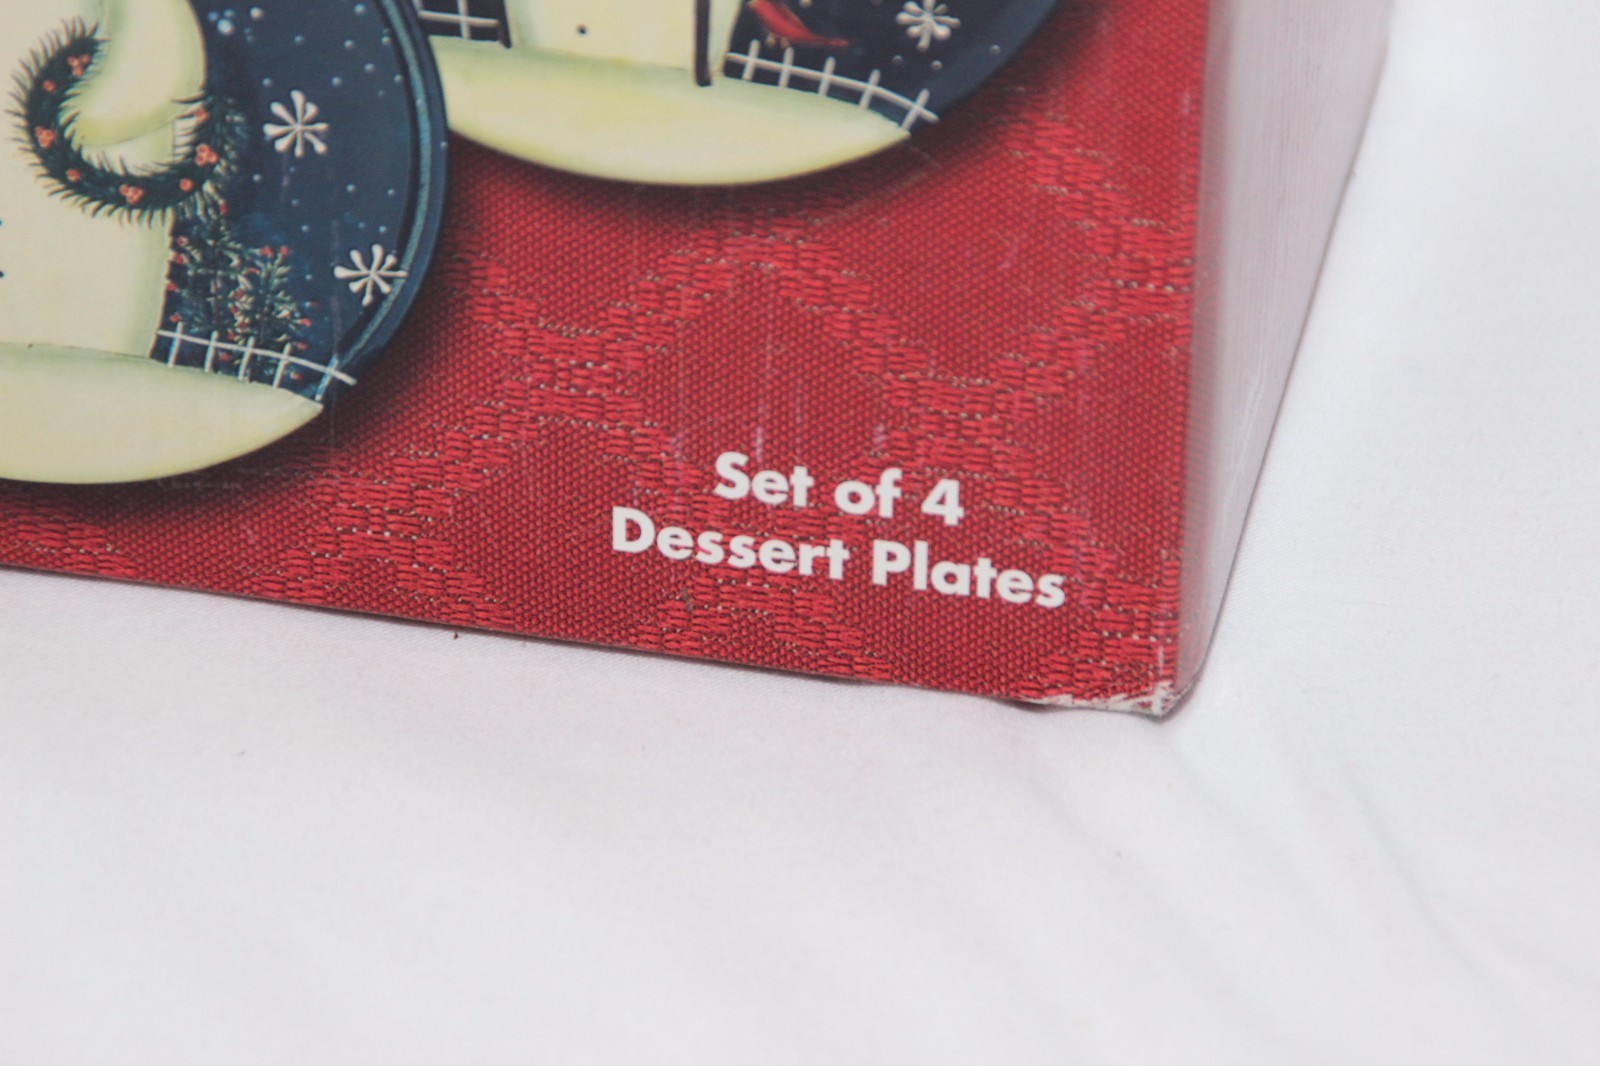 Set of 4
Dessert Plates